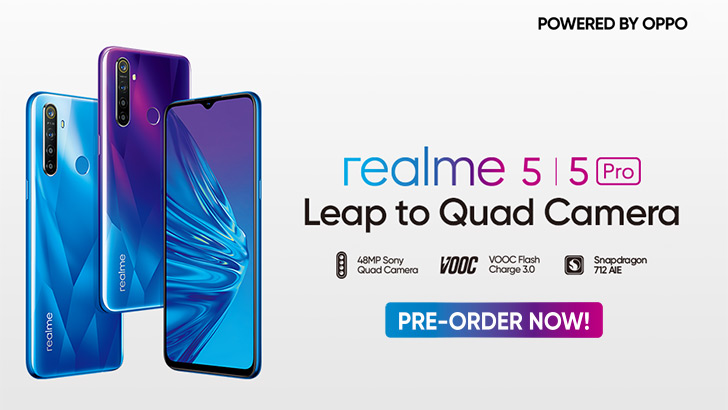 POWERED BY OPPO
realme
realme
realme 5 | 5 Pro
Leap to Quad Camera
48MP Sony
Quad Camera
VOOC
VOOC Flash
Charge 3.0
Snapdragon
712 AIE
PRE-ORDER NOW!